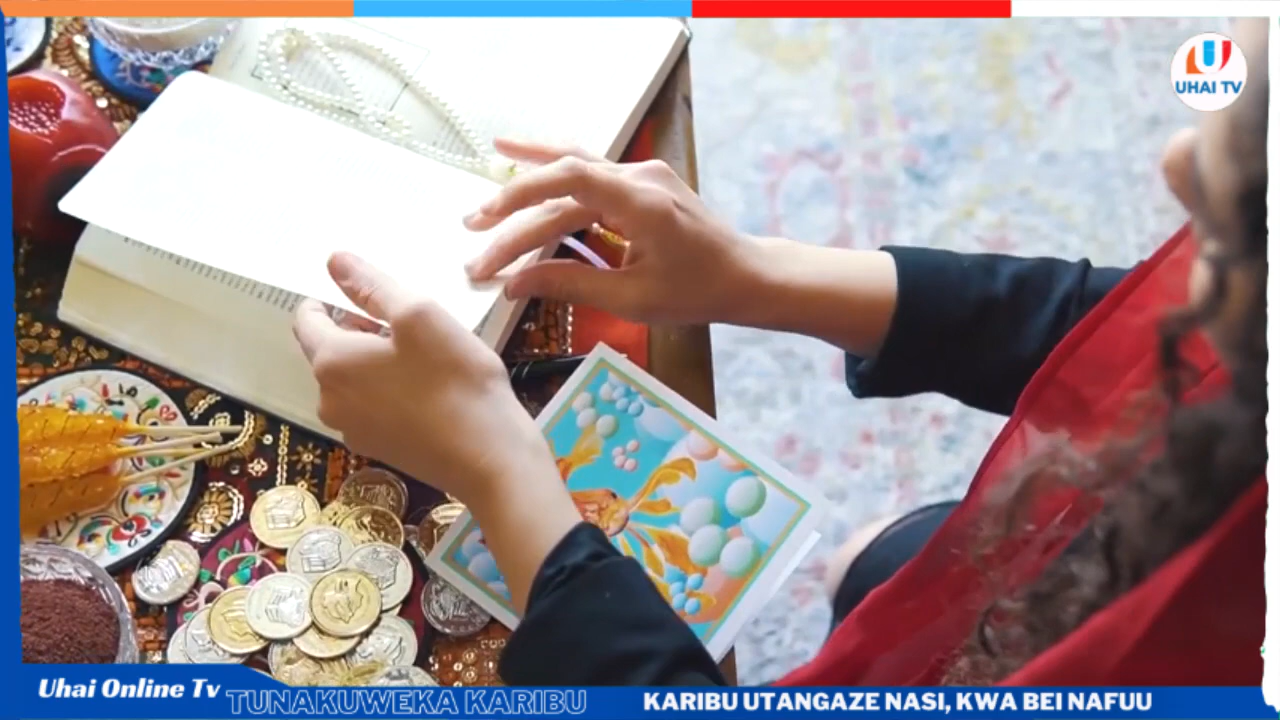 UHAI TV
Uhai Online Tv
TUNAKUWEKA KARIBU
KARIBU UTANGAZE NASI, KWA BEI NAFUU